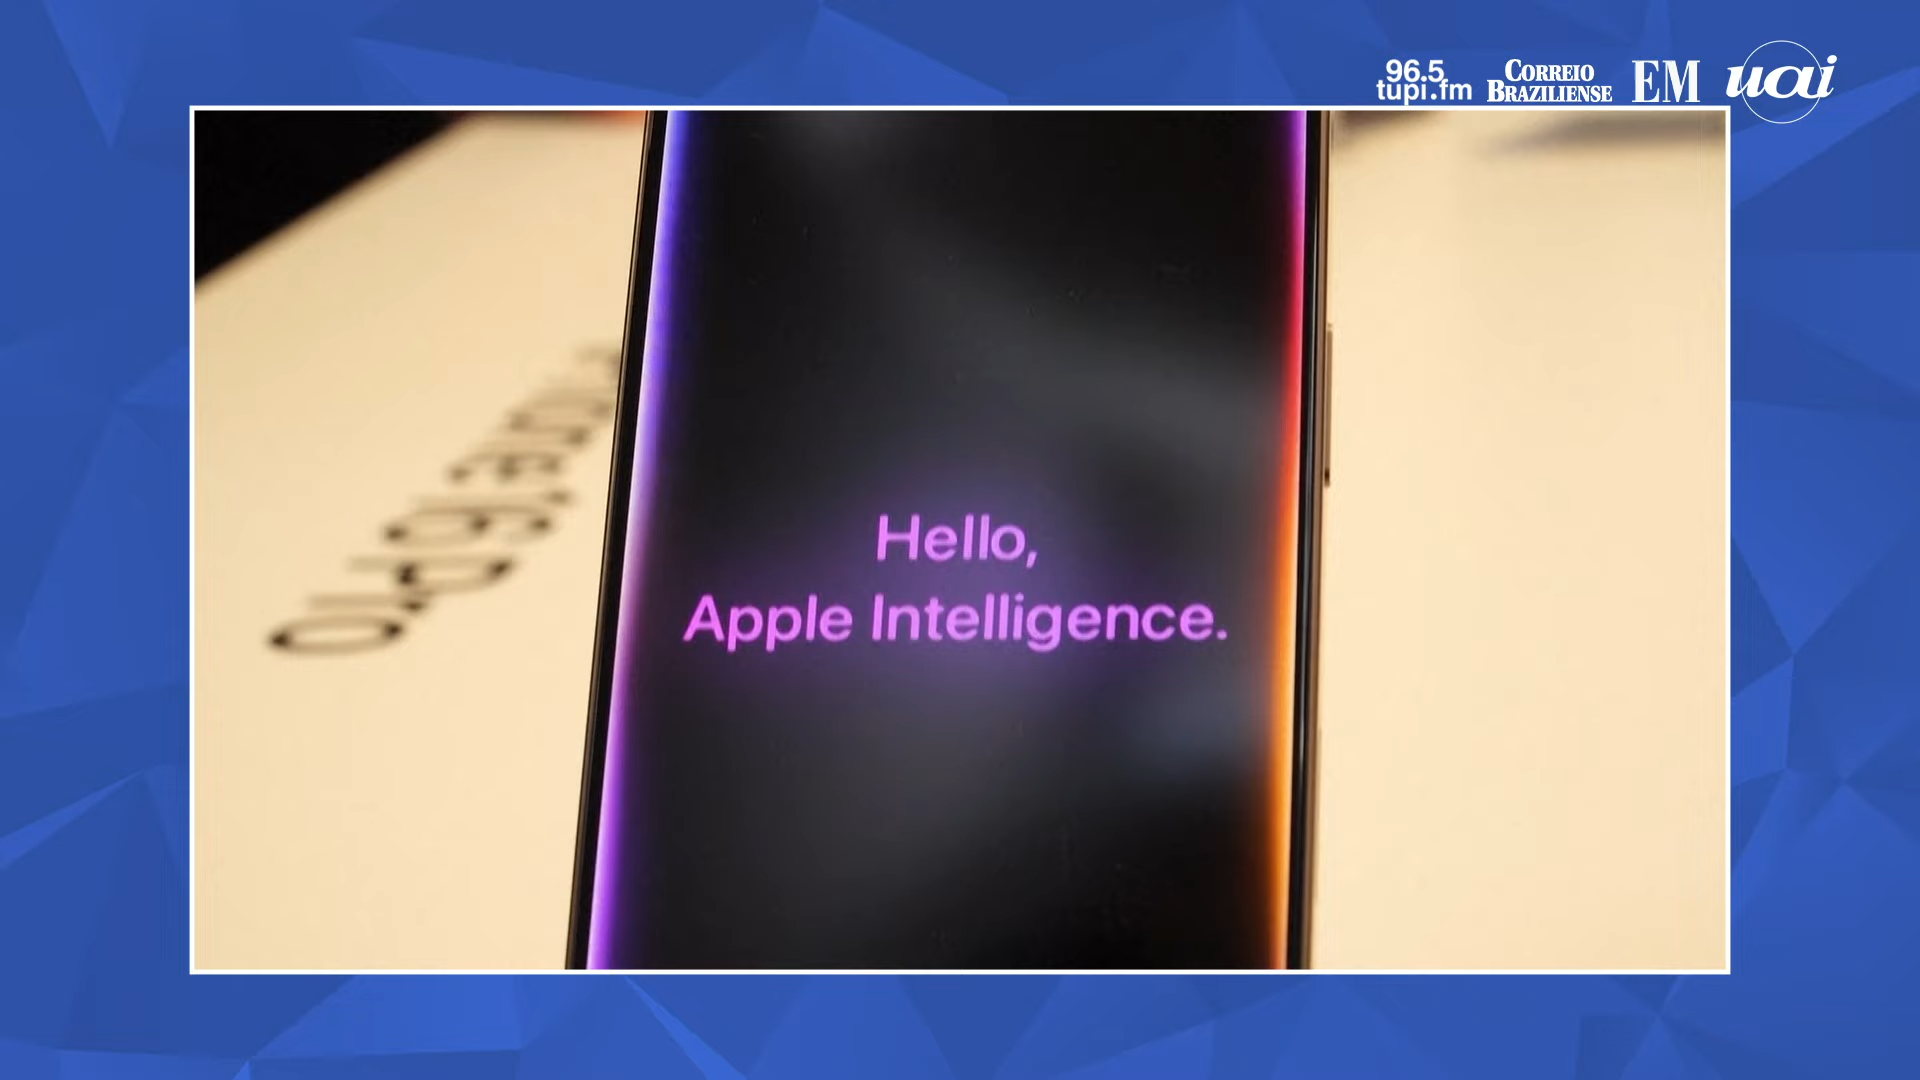 96.5
tupi.fm
CORREIO
BRAZILIENSE
EM
uai
Hello,
Apple Intelligence.